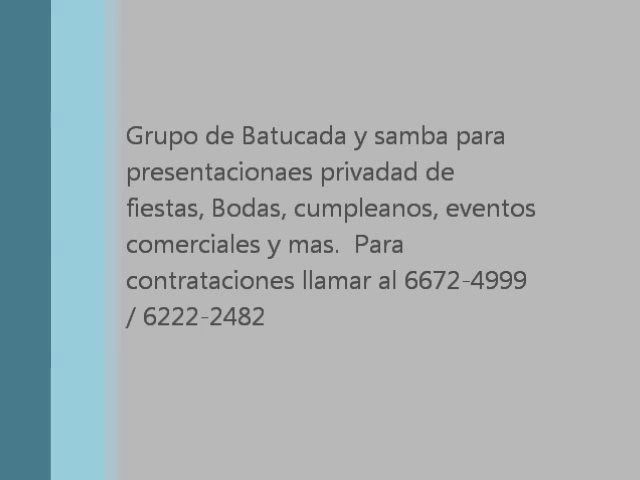 Grupo de Batucada y samba para
presentacionaes privadad de
fiestas, Bodas, cumpleanos, eventos
comerciales y mas.  Para
contrataciones llamar al 6672-4999
/ 6222-2482